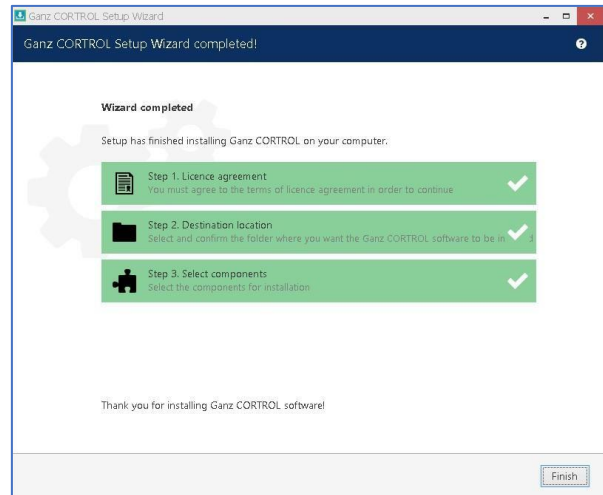 Ganz CORTROL Setup Wizard
Ganz CORTROL Setup Wizard completed!
?
Wizard completed
Setup has finished installing Ganz CORTROL on your computer.
Step 1. Licence agreement
You must agree to the terms of licence agreement in order to continue
Step 2. Destination location
Select and confirm the folder where you want the Ganz CORTROL software to be in
Step 3. Select components
Select the components for installation
Thank you for installing Ganz CORTROL software!
Finish